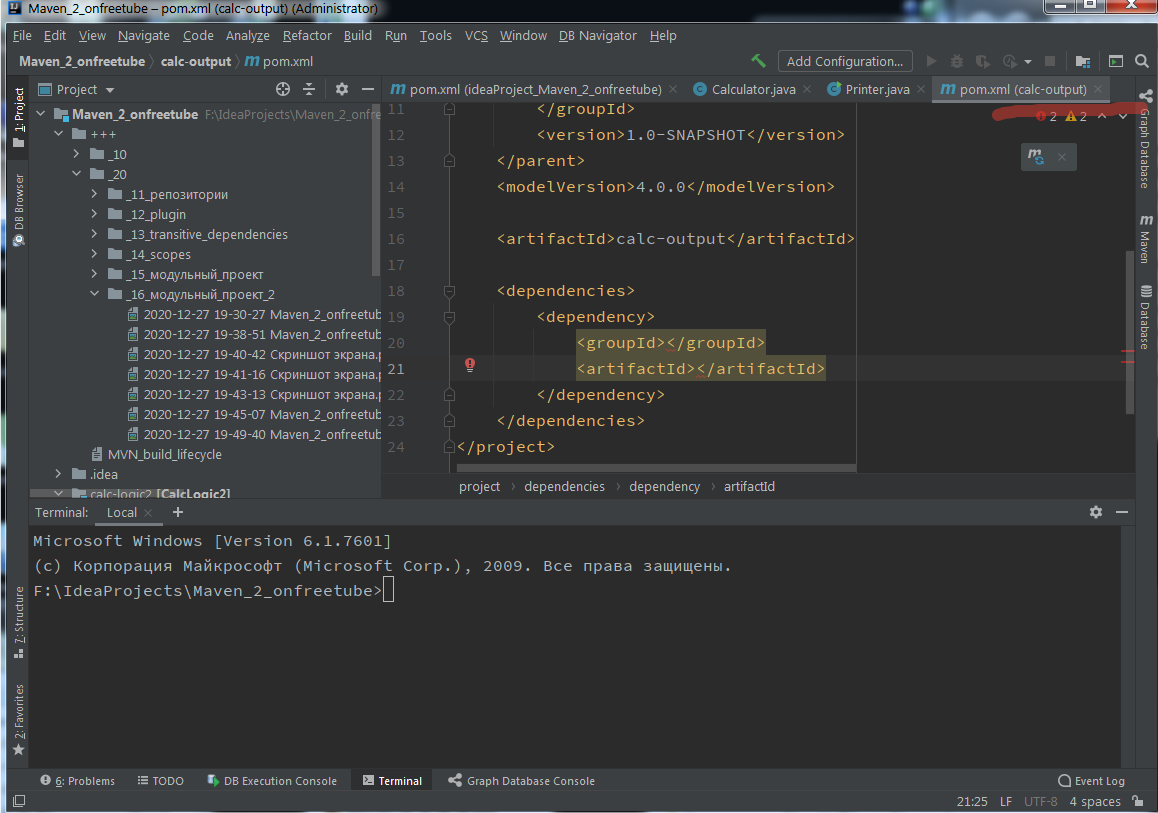 Maven_2_onfreetube – pom.xml (calc-output) (Administrator)
File Edit View Navigate Code Analyze Refactor Build Run Tools VCS Window DB Navigator Help
Maven_2_onfreetube calc-output m pom.xml Add Configuration...
Project
m pom.xml (ideaProject_Maven_2_onfreetube) C Calculator.java C Printer.java m pom.xml (calc-output)
1: Project
DB Browser
7: Structure
2: Favorites
Maven_2_onfreetube F:\IdeaProjects\Maven_2_onfre
+++
_10
_20
_11_репозитории
_12_plugin
_13_transitive_dependencies
_14_scopes
_15_модульный_проект
_16_модульный_проект_2
2020-12-27 19-30-27 Maven_2_onfreetub
2020-12-27 19-38-51 Maven_2_onfreetub
2020-12-27 19-40-42 Скриншот экрана.p
2020-12-27 19-41-16 Скриншот экрана.p
2020-12-27 19-43-13 Скриншот экрана.p
2020-12-27 19-45-07 Maven_2_onfreetub
2020-12-27 19-49-40 Maven_2_onfreetub
MVN_build_lifecycle
.idea
calc-logic2 [CalcLogic2]
11 </groupId>
12 <version>1.0-SNAPSHOT</version>
13 </parent>
14 <modelVersion>4.0.0</modelVersion>
15
16 <artifactId>calc-output</artifactId>
17
18 <dependencies>
19 <dependency>
20 <groupId></groupId>
21 <artifactId></artifactId>
22 </dependency>
23 </dependencies>
24 </project>
2 2
m
project dependencies dependency artifactId
Graph Database
m Maven
Database
Terminal: Local +
Microsoft Windows [Version 6.1.7601]
(c) Корпорация Майкрософт (Microsoft Corp.), 2009. Все права защищены.
F:\IdeaProjects\Maven_2_onfreetube>
6: Problems TODO DB Execution Console Terminal Graph Database Console Event Log
21:25 LF UTF-8 4 spaces